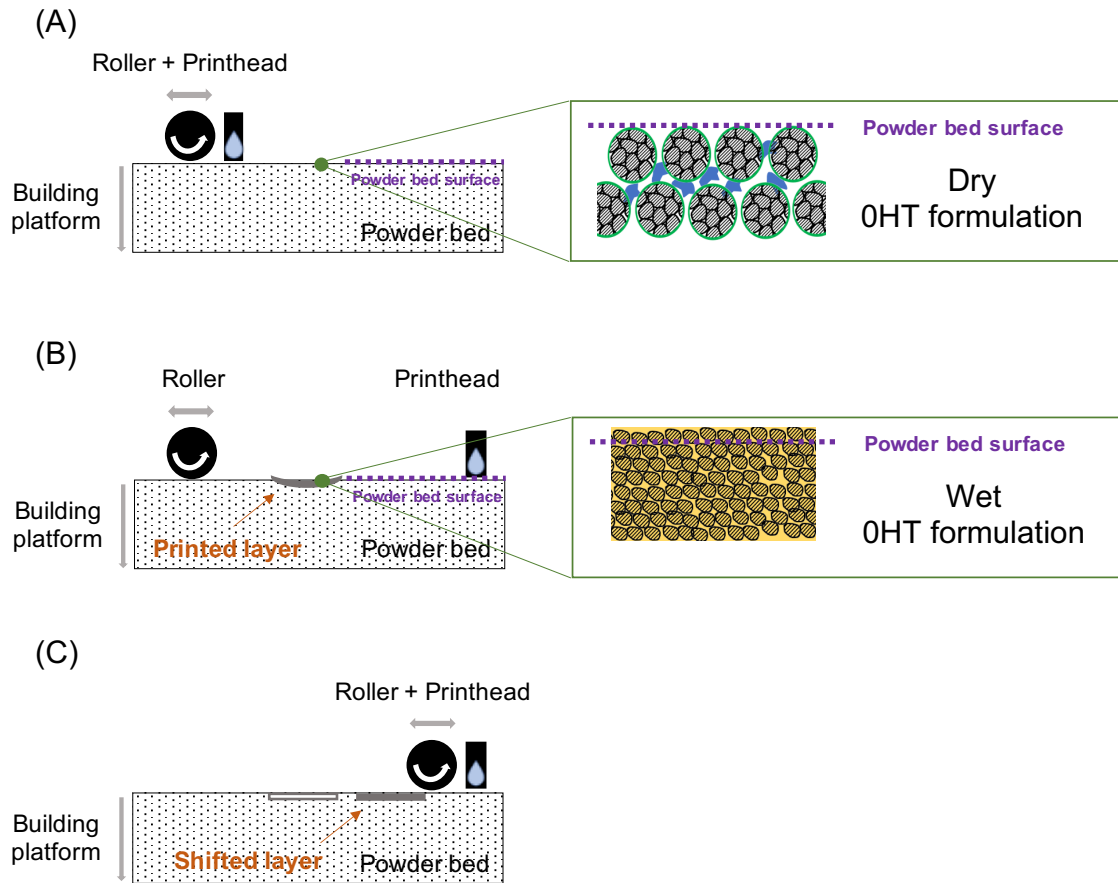 (A)
Roller + Printhead
Building
platform
Powder bed surface
Powder bed
Powder bed surface
Dry
0HT formulation
(B)
Roller
Printhead
Building
platform
Powder bed surface
Printed layer
Powder bed
Powder bed surface
Wet
0HT formulation
(C)
Roller + Printhead
Building
platform
Shifted layer
Powder bed